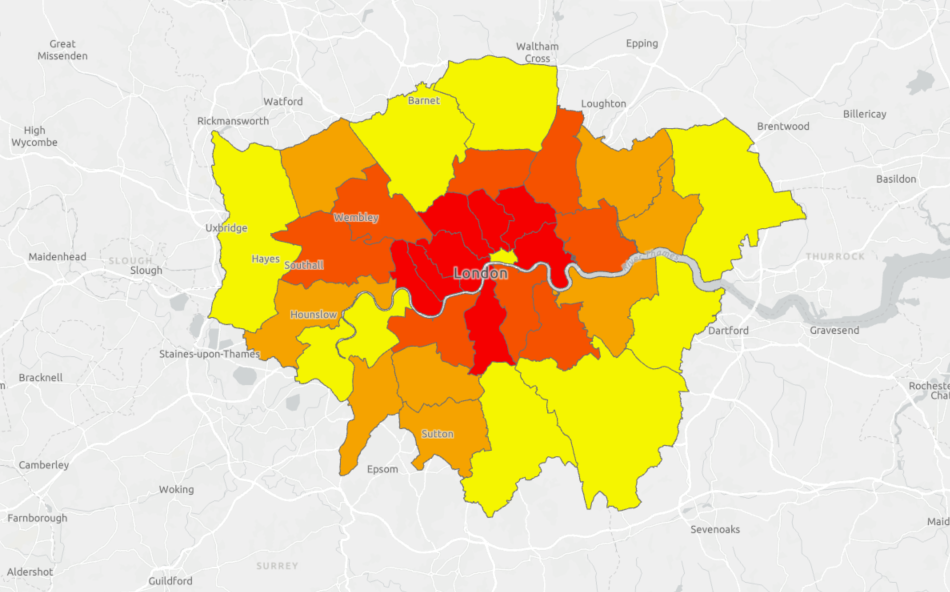 Great
Missenden
Waltham
Cross
Epping
Watford
Barnet
Loughton
Rickmansworth
Billericay
High
Wycombe
Brentwood
Basildon
Wembley
Uxbridge
Maidenhead
SLOUGH
Slough
Hayes
Southall
London
THURROCK
Hounslow
Dartford
Gravesend
Staines-upon-Thames
Bracknell
Rocheste
Cha
Sutton
Camberley
Epsom
Woking
Farnborough
Sevenoaks
Maid
Aldershot
SURREY
Guildford